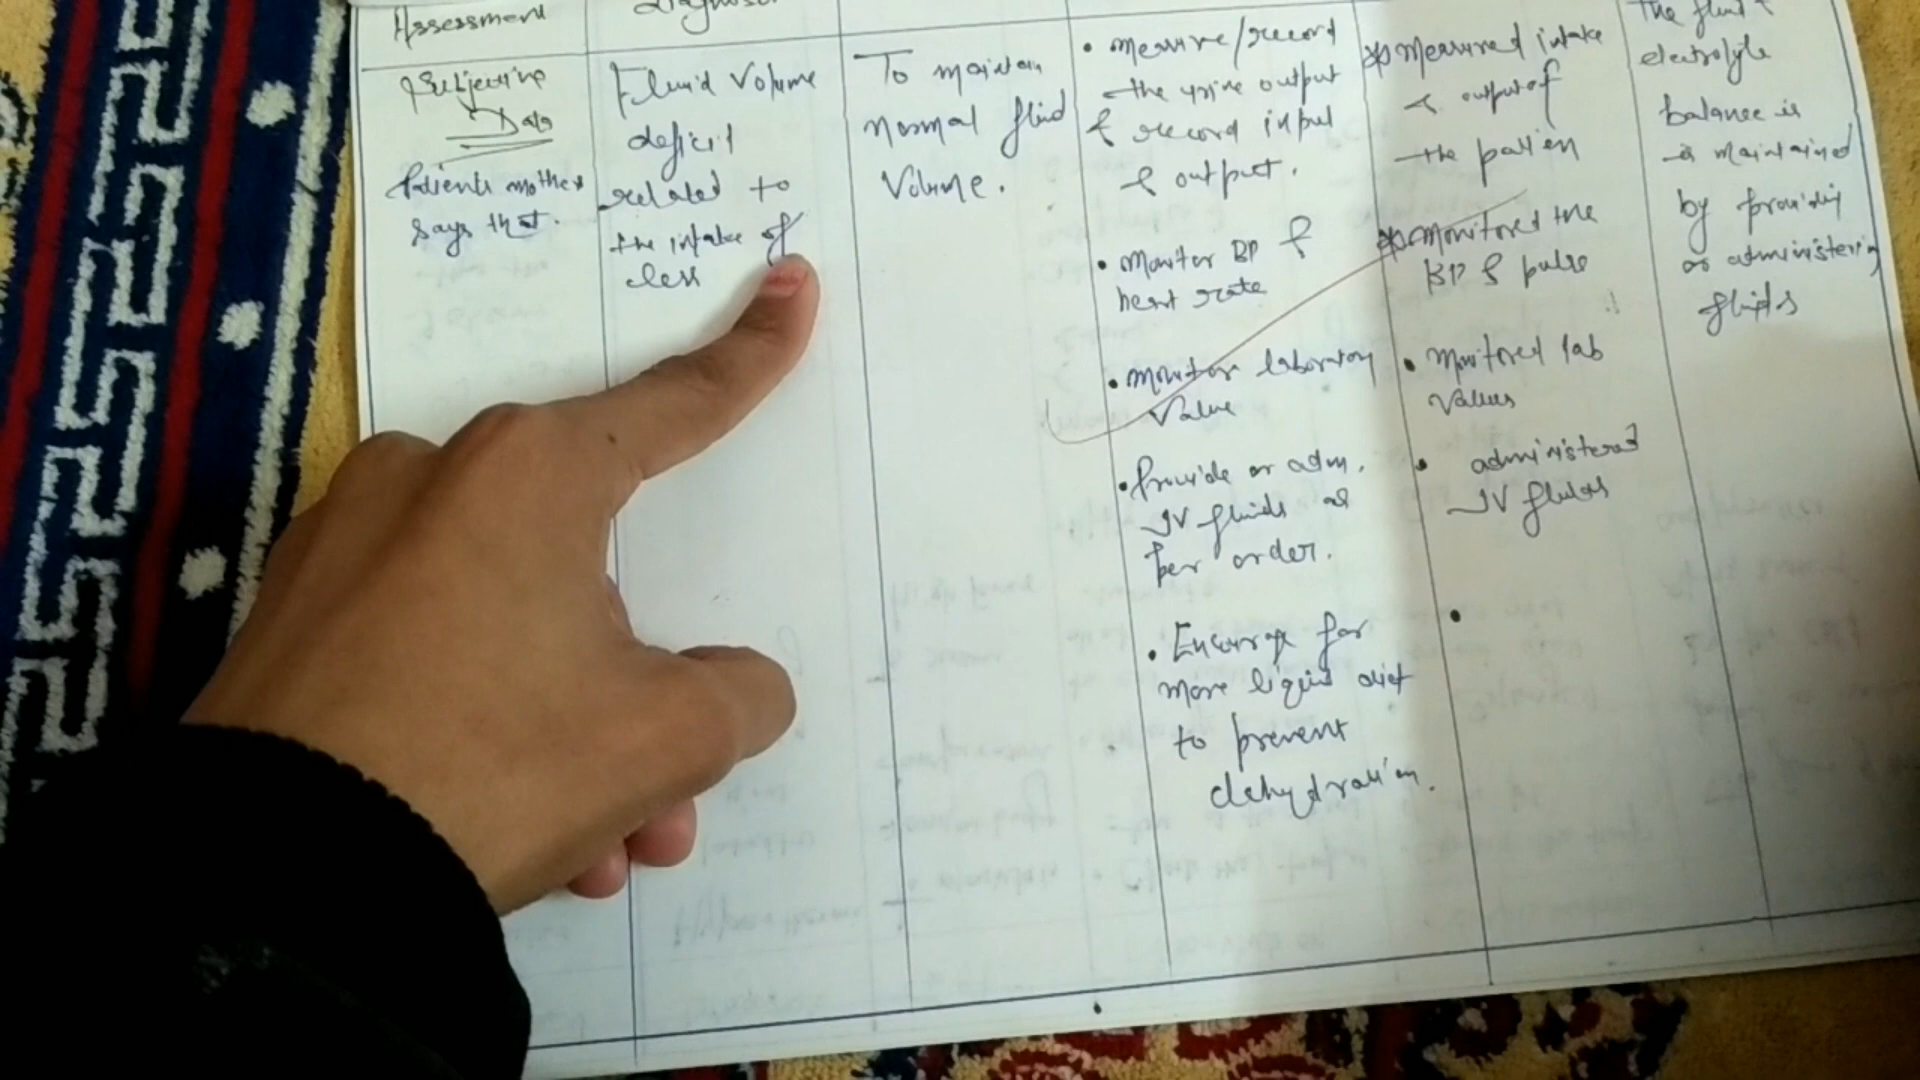 Assessment
Diagnosis
Subjective
Data
Patients mother
says that.
Fluid Volume
deficit
related to
the intake of
less
To maintain
normal fluid
Volume.
• measure/record
the urine output
& record input
& output.
• monitor BP &
heart rate
• monitor laboratory
Value
• Provide or adm.
IV fluids as
per order.
• Encourage for
more liquid diet
to prevent
dehydration.
measured intake
& output of
the patien
monitored the
BP & pulse
• monitored lab
values
• administered
IV fluids
•
The fluid &
electrolyte
balance is
is maintained
by providing
or administering
fluids